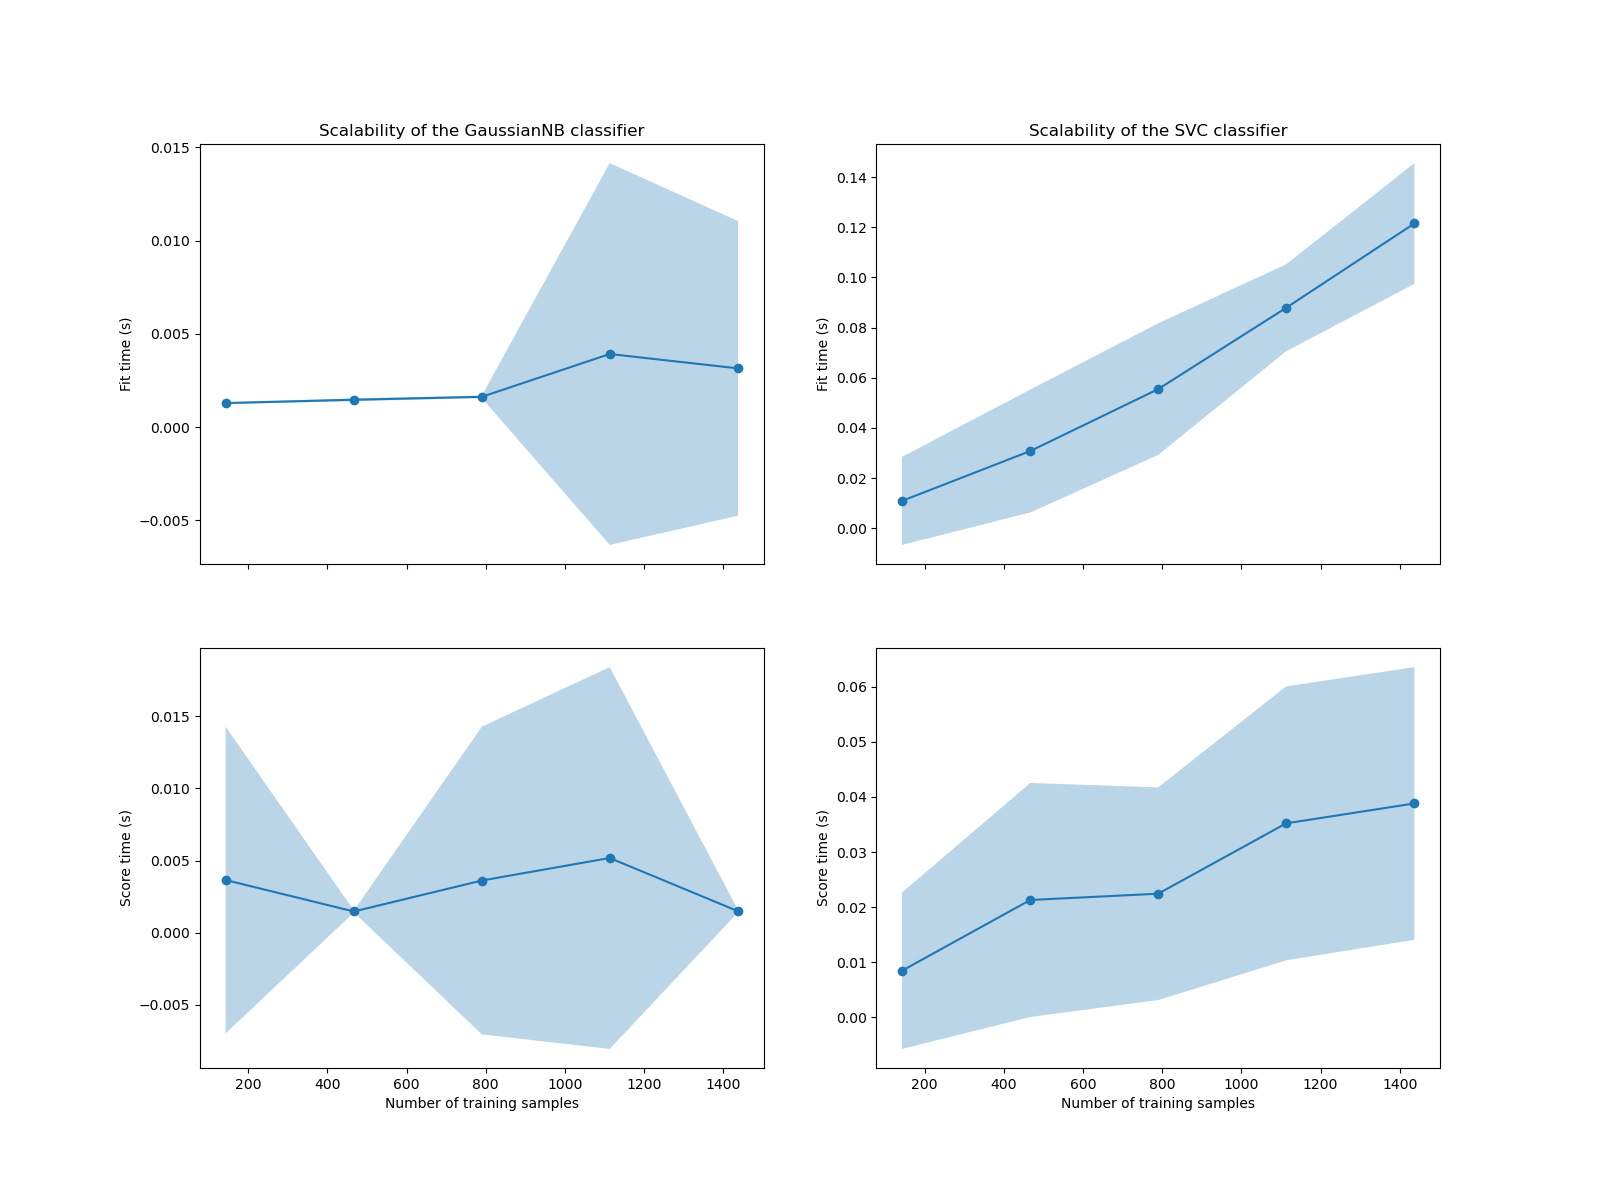 Scalability of the GaussianNB classifier
0.015
0.010
0.005
0.000
−0.005
Fit time (s)
Scalability of the SVC classifier
0.14
0.12
0.10
0.08
0.06
0.04
0.02
0.00
Fit time (s)
0.015
0.010
0.005
0.000
−0.005
Score time (s)
200 400 600 800 1000 1200 1400
Number of training samples
0.06
0.05
0.04
0.03
0.02
0.01
0.00
Score time (s)
200 400 600 800 1000 1200 1400
Number of training samples